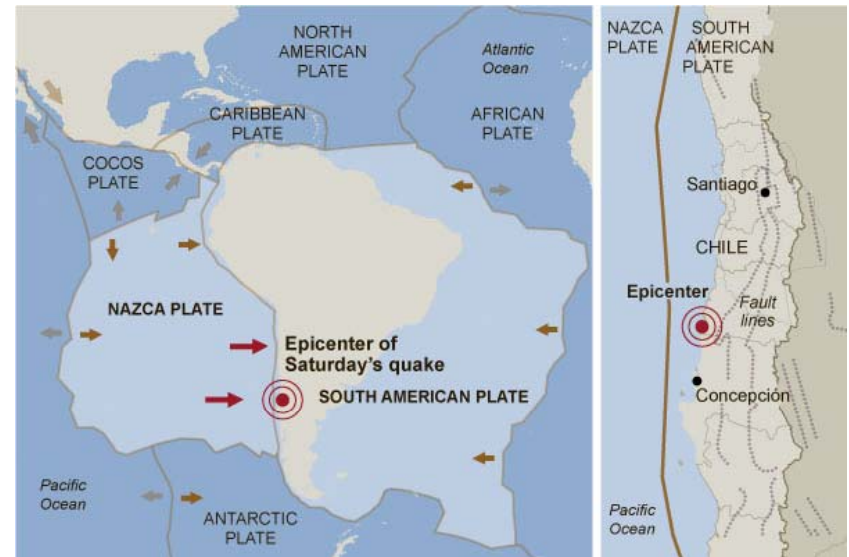 NORTH
AMERICAN
PLATE
Atlantic
Ocean
CARIBBEAN
PLATE
AFRICAN
PLATE
COCOS
PLATE
NAZCA PLATE
Epicenter of
Saturday's quake
SOUTH AMERICAN PLATE
Pacific
Ocean
ANTARCTIC
PLATE
NAZCA
PLATE
SOUTH
AMERICAN
PLATE
Santiago
CHILE
Epicenter
Fault
lines
Concepción
Pacific
Ocean